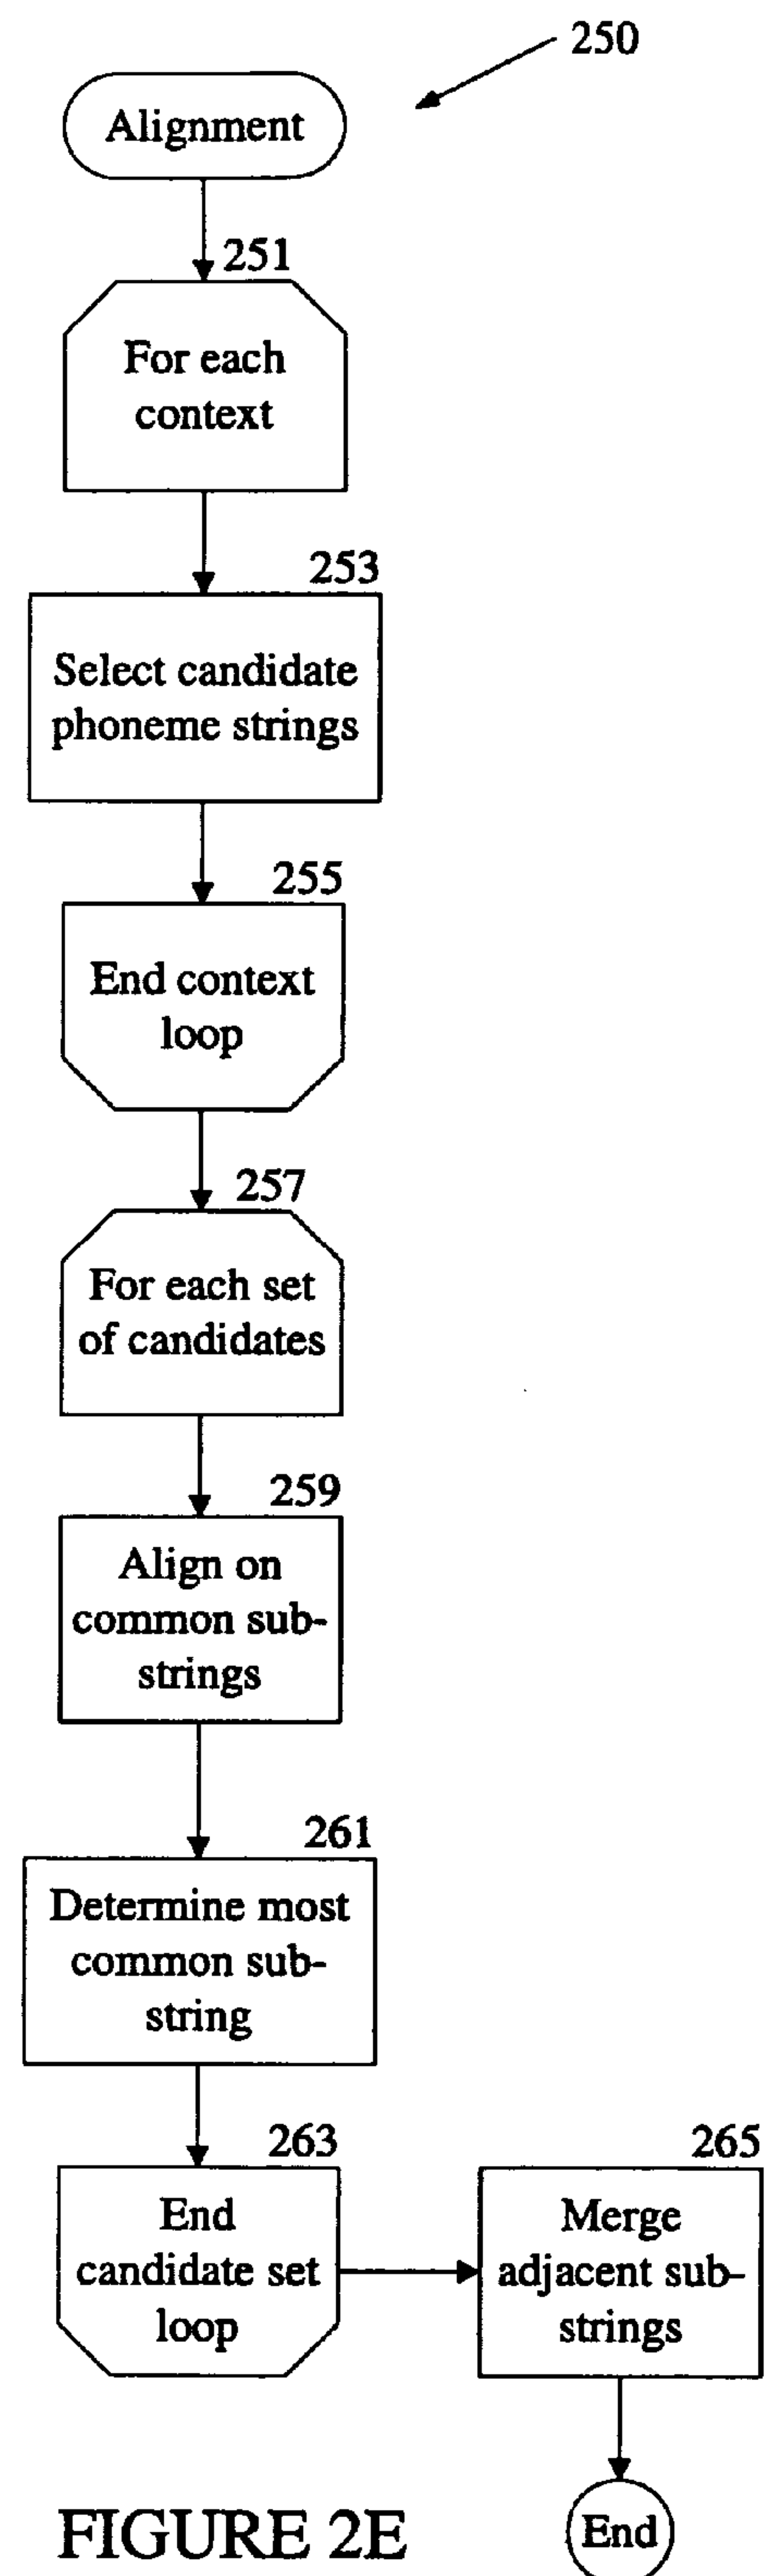 250
Alignment
251
For each
context
253
Select candidate
phoneme strings
255
End context
loop
257
For each set
of candidates
259
Align on
common sub-
strings
261
Determine most
common sub-
string
263
End
candidate set
loop
265
Merge
adjacent sub-
strings
End
FIGURE 2E